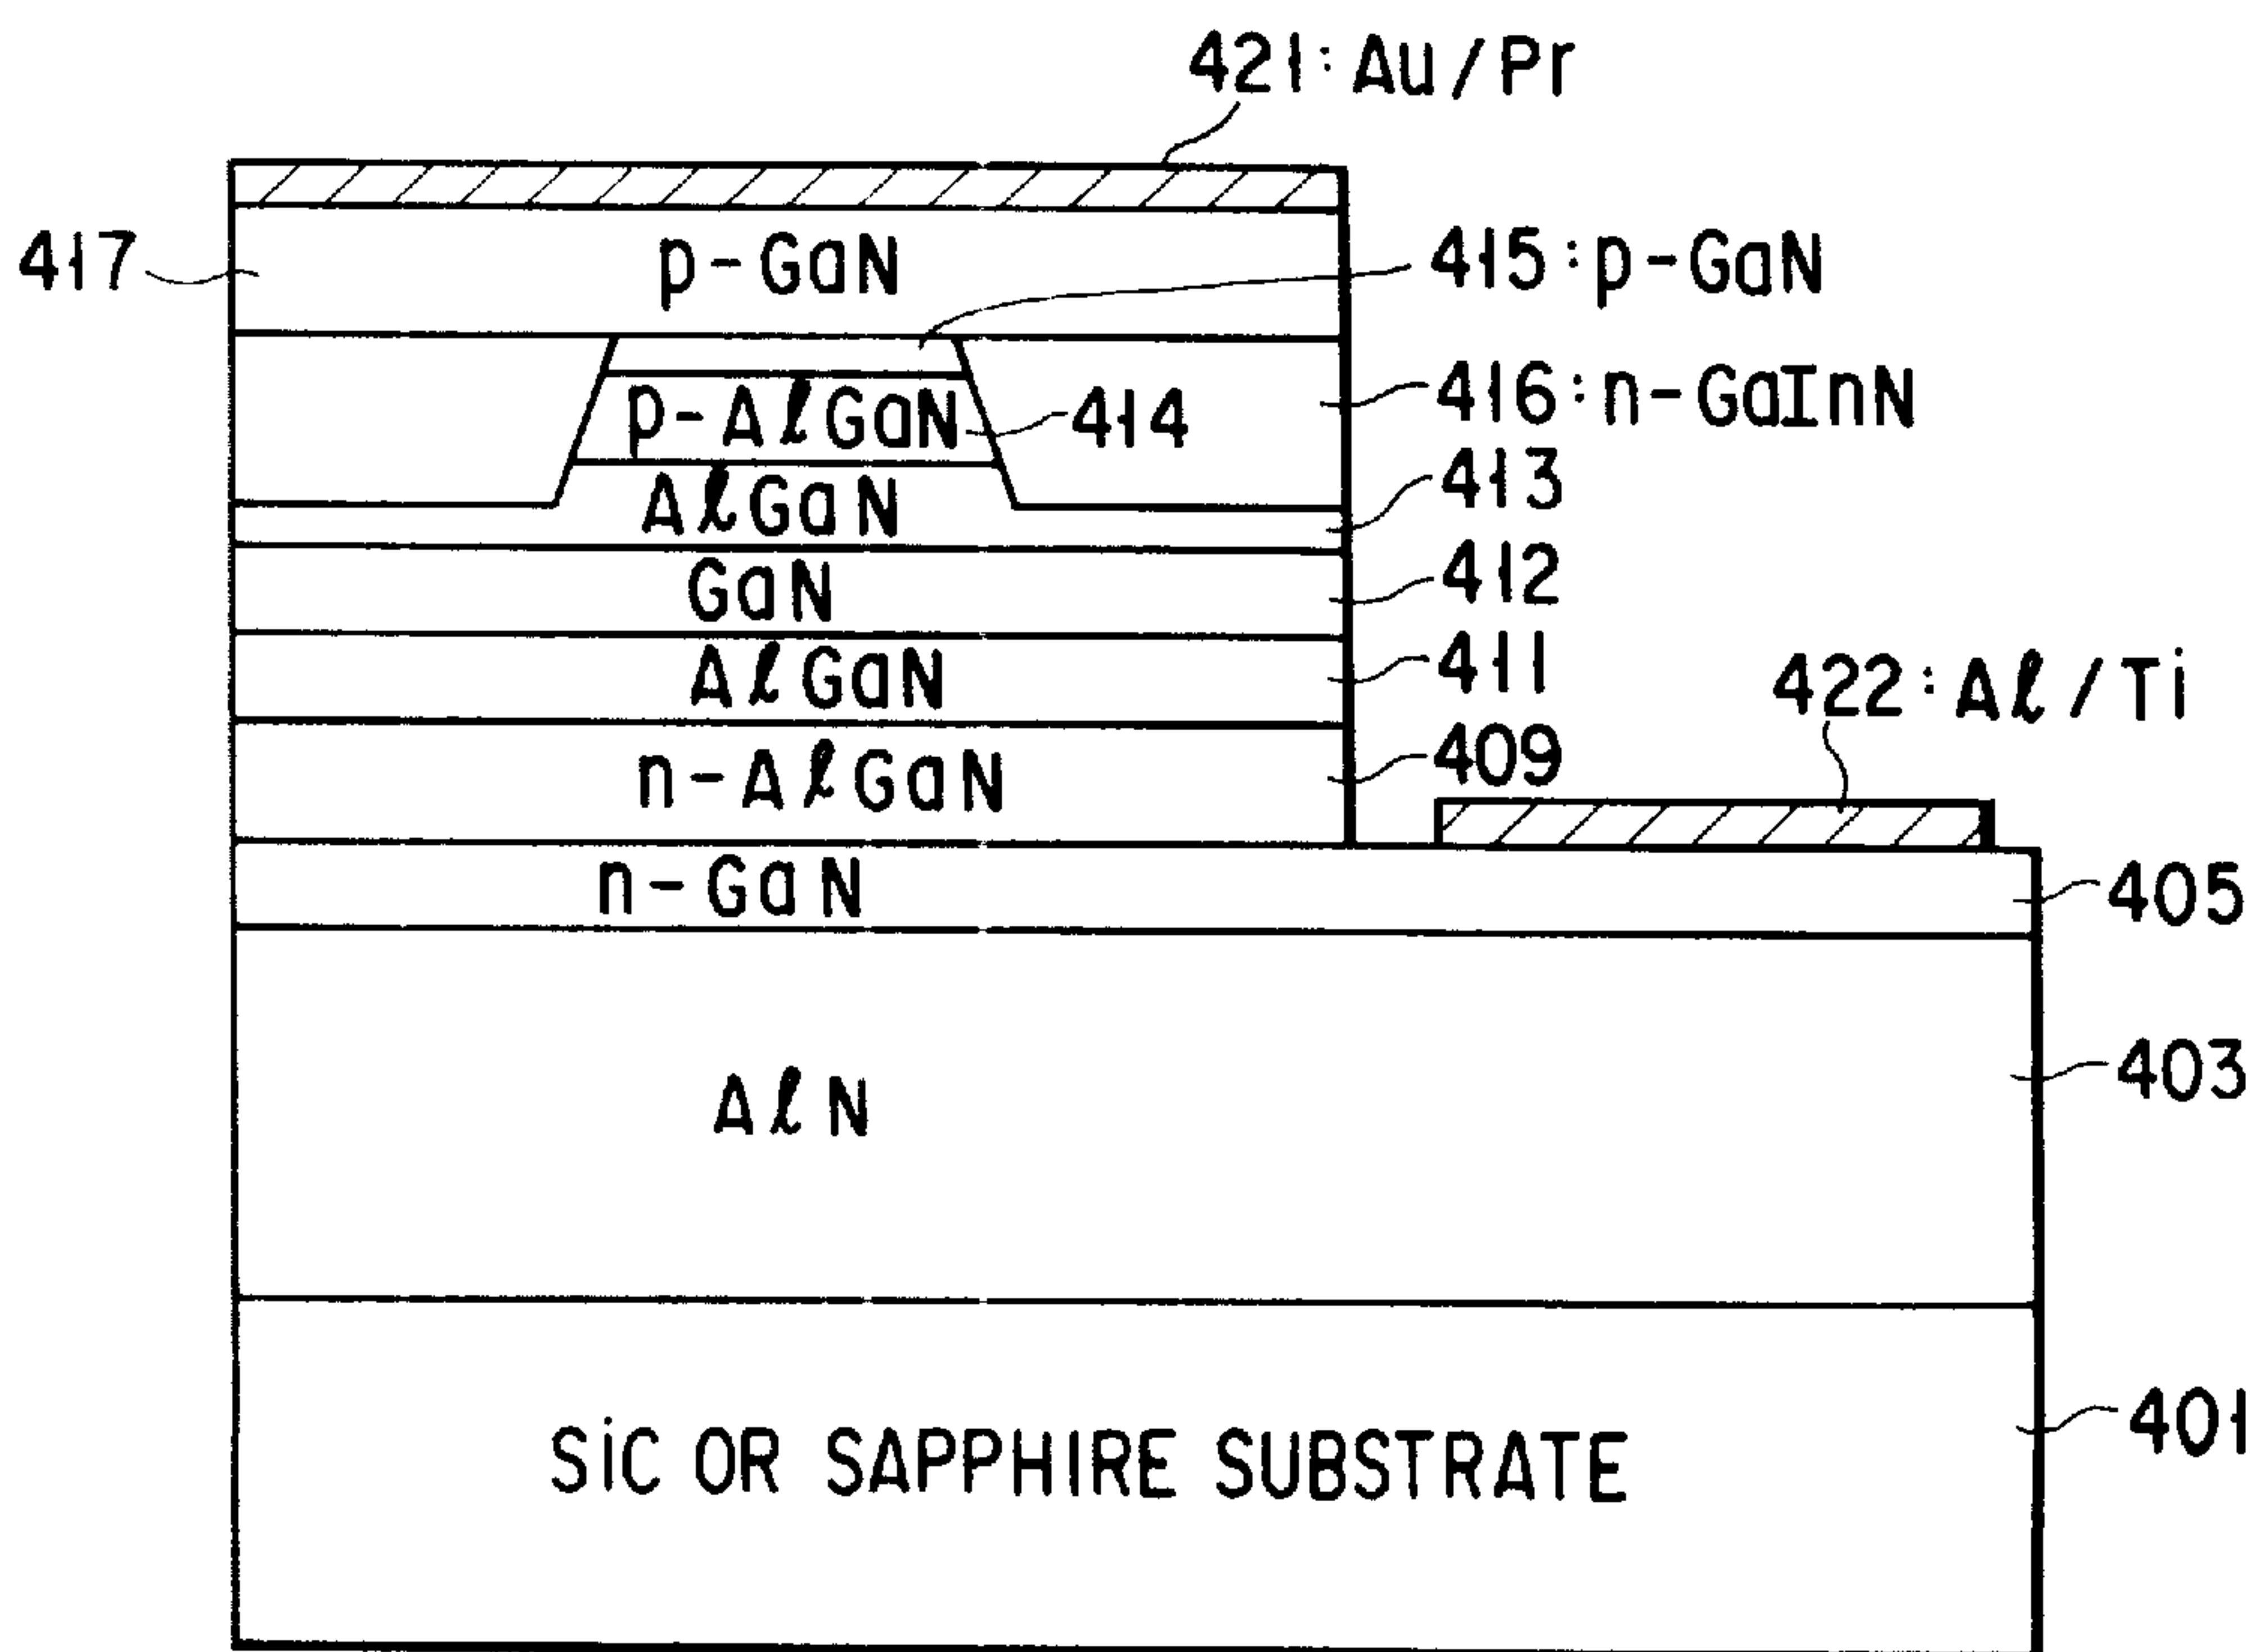 421:Au/Pr
417
p-GaN
415:p-GaN
416:n-GaInN
p-AlGaN
414
413
AlGaN
GaN
412
AlGaN
411
422:Al/Ti
n-AlGaN
409
n-GaN
405
AlN
403
401
SiC OR SAPPHIRE SUBSTRATE